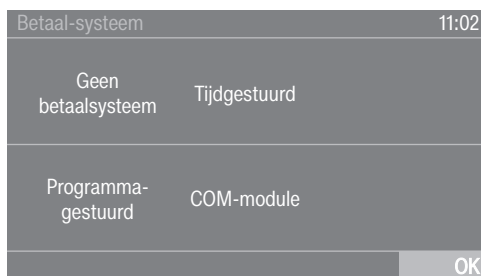 Betaal-systeem 11:02
Geen
betaalsysteem
Tijdgestuurd
Programma-
gestuurd
COM-module
OK